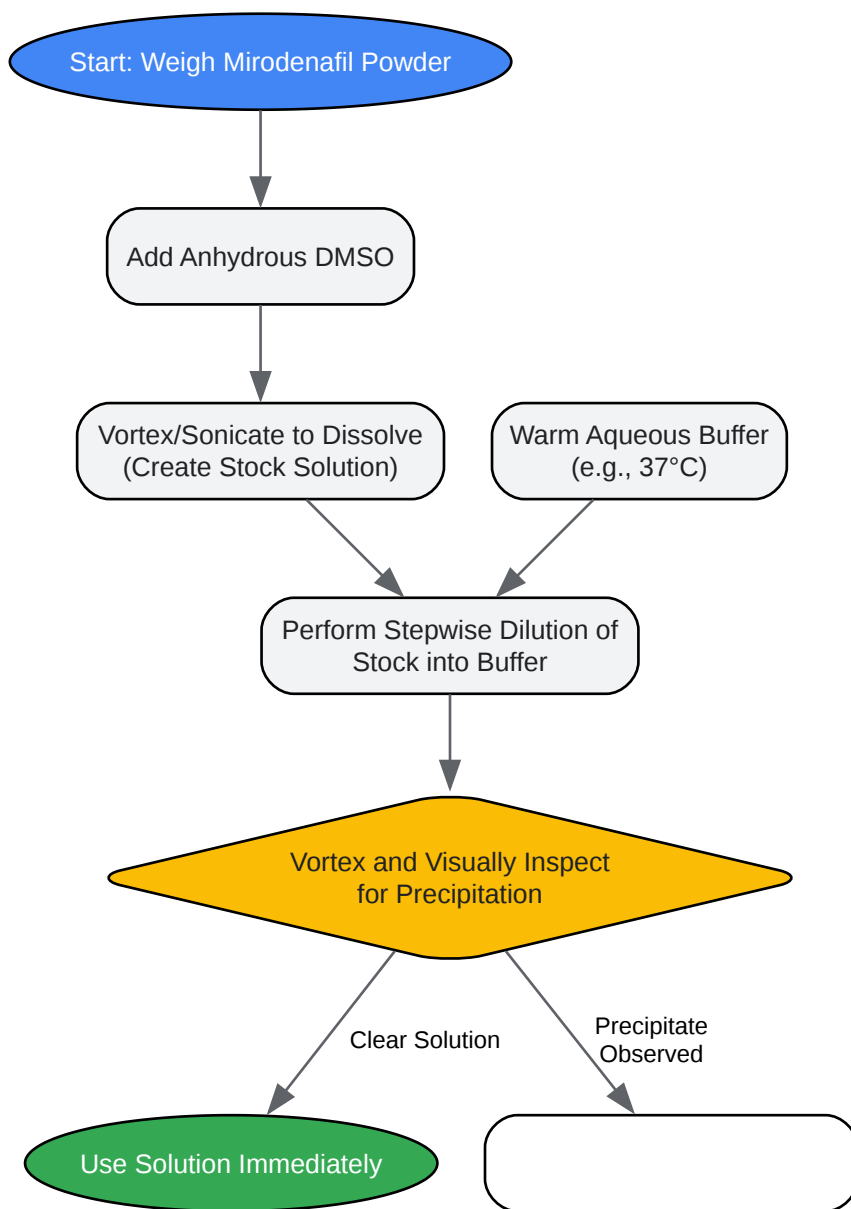 Start: Weigh Mirodenafil Powder
Add Anhydrous DMSO
Vortex/Sonicate to Dissolve
(Create Stock Solution)
Warm Aqueous Buffer
(e.g., 37°C)
Perform Stepwise Dilution of
Stock into Buffer
Vortex and Visually Inspect
for Precipitation
Clear Solution
Precipitate
Observed
Use Solution Immediately